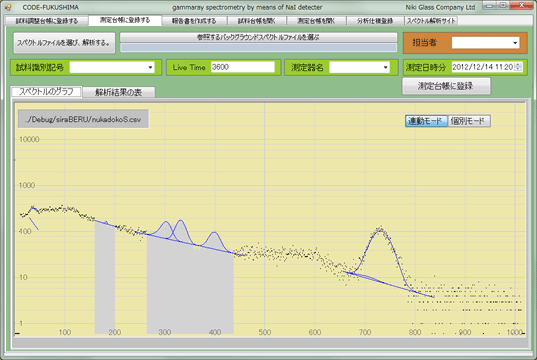 CODE-FUKUSHIMA gammaray spectrometry by means of NaI detecter Niki Glass Company Ltd
試料調整台帳に登録する 測定台帳に登録する 報告書を作成する 試料台帳を開く 測定台帳を開く 分析仕様登録 スペクトル解析サイト
スペクトルファイルを選び、解析する。 参照するバックグラウンドスペクトルファイルを選ぶ 担当者
試料識別記号 Live Time 3600 測定器名 測定日時分 2012/12/14 11:20
測定台帳に登録
スペクトルのグラフ 解析結果の表
../Debug/siraBERU/nukadokoS.csv 連動モード 個別モード
10000
1000
400
10
1
100 200 300 400 500 600 700 800 900 1000